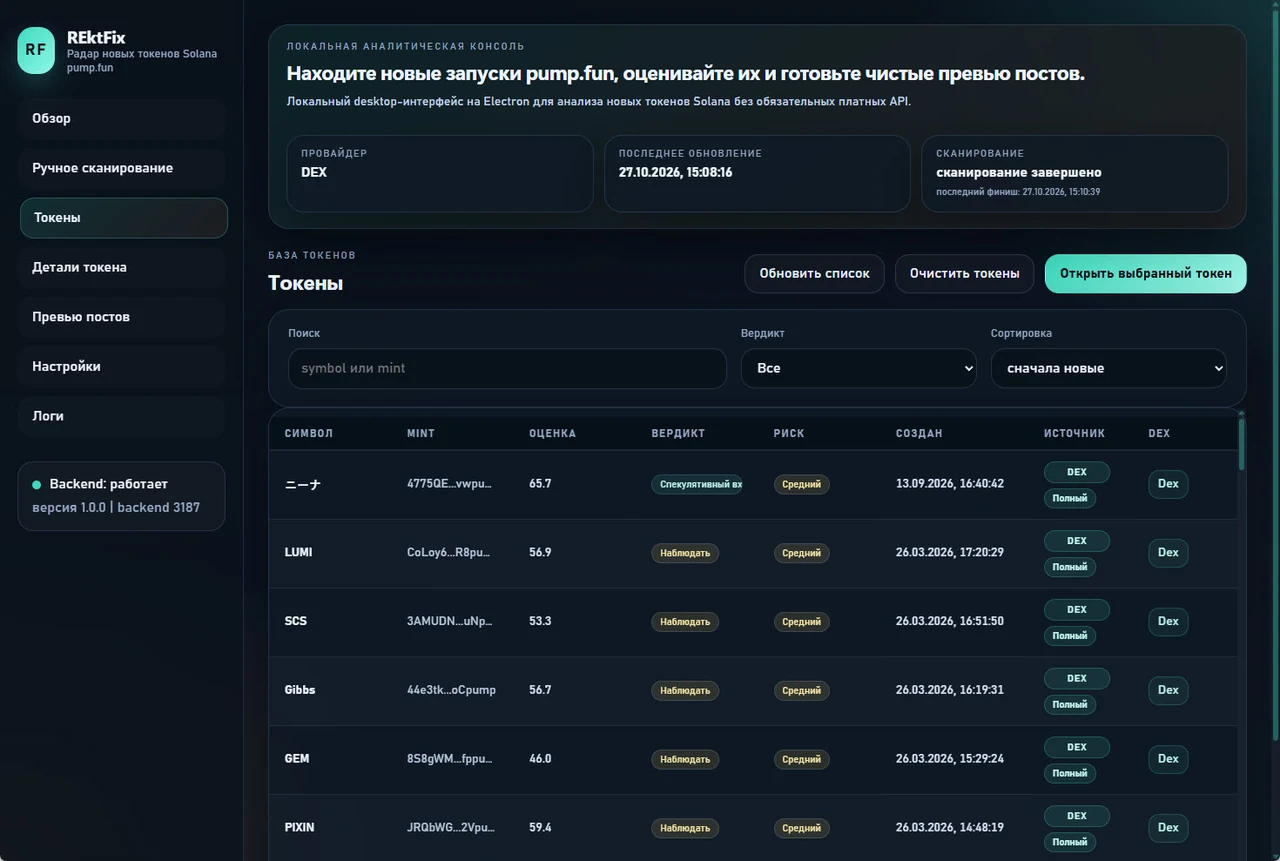 RF
REktFix
Радар новых токенов Solana
pump.fun
Обзор
Ручное сканирование
Токены
Детали токена
Превью постов
Настройки
Логи
Backend: работает
версия 1.0.0 | backend 3187
ЛОКАЛЬНАЯ АНАЛИТИЧЕСКАЯ КОНСОЛЬ
Находите новые запуски pump.fun, оценивайте их и готовьте чистые превью постов.
Локальный desktop-интерфейс на Electron для анализа новых токенов Solana без обязательных платных API.
ПРОВАЙДЕР
DEX
ПОСЛЕДНЕЕ ОБНОВЛЕНИЕ
27.10.2026, 15:08:16
СКАНИРОВАНИЕ
сканирование завершено
последний финиш: 27.10.2026, 15:10:39
БАЗА ТОКЕНОВ
Токены
Обновить список
Очистить токены
Открыть выбранный токен
Поиск
Вердикт
Сортировка
symbol или mint
Все
сначала новые
СИМВОЛ MINT ОЦЕНКА ВЕРДИКТ РИСК СОЗДАН ИСТОЧНИК DEX
ニーナ 4775QE...vwpu... 65.7 Спекулятивный вх Средний 13.09.2026, 16:40:42 DEX Полный Dex
LUMI CoLoy6...R8pu... 56.9 Наблюдать Средний 26.03.2026, 17:20:29 DEX Полный Dex
SCS 3AMUDN...uNp... 53.3 Наблюдать Средний 26.03.2026, 16:51:50 DEX Полный Dex
Gibbs 44e3tk...oCpump 56.7 Наблюдать Средний 26.03.2026, 16:19:31 DEX Полный Dex
GEM 8S8gWM...fppu... 46.0 Наблюдать Средний 26.03.2026, 15:29:24 DEX Полный Dex
PIXIN JRQbWG...2Vpu... 59.4 Наблюдать Средний 26.03.2026, 14:48:19 DEX Полный Dex